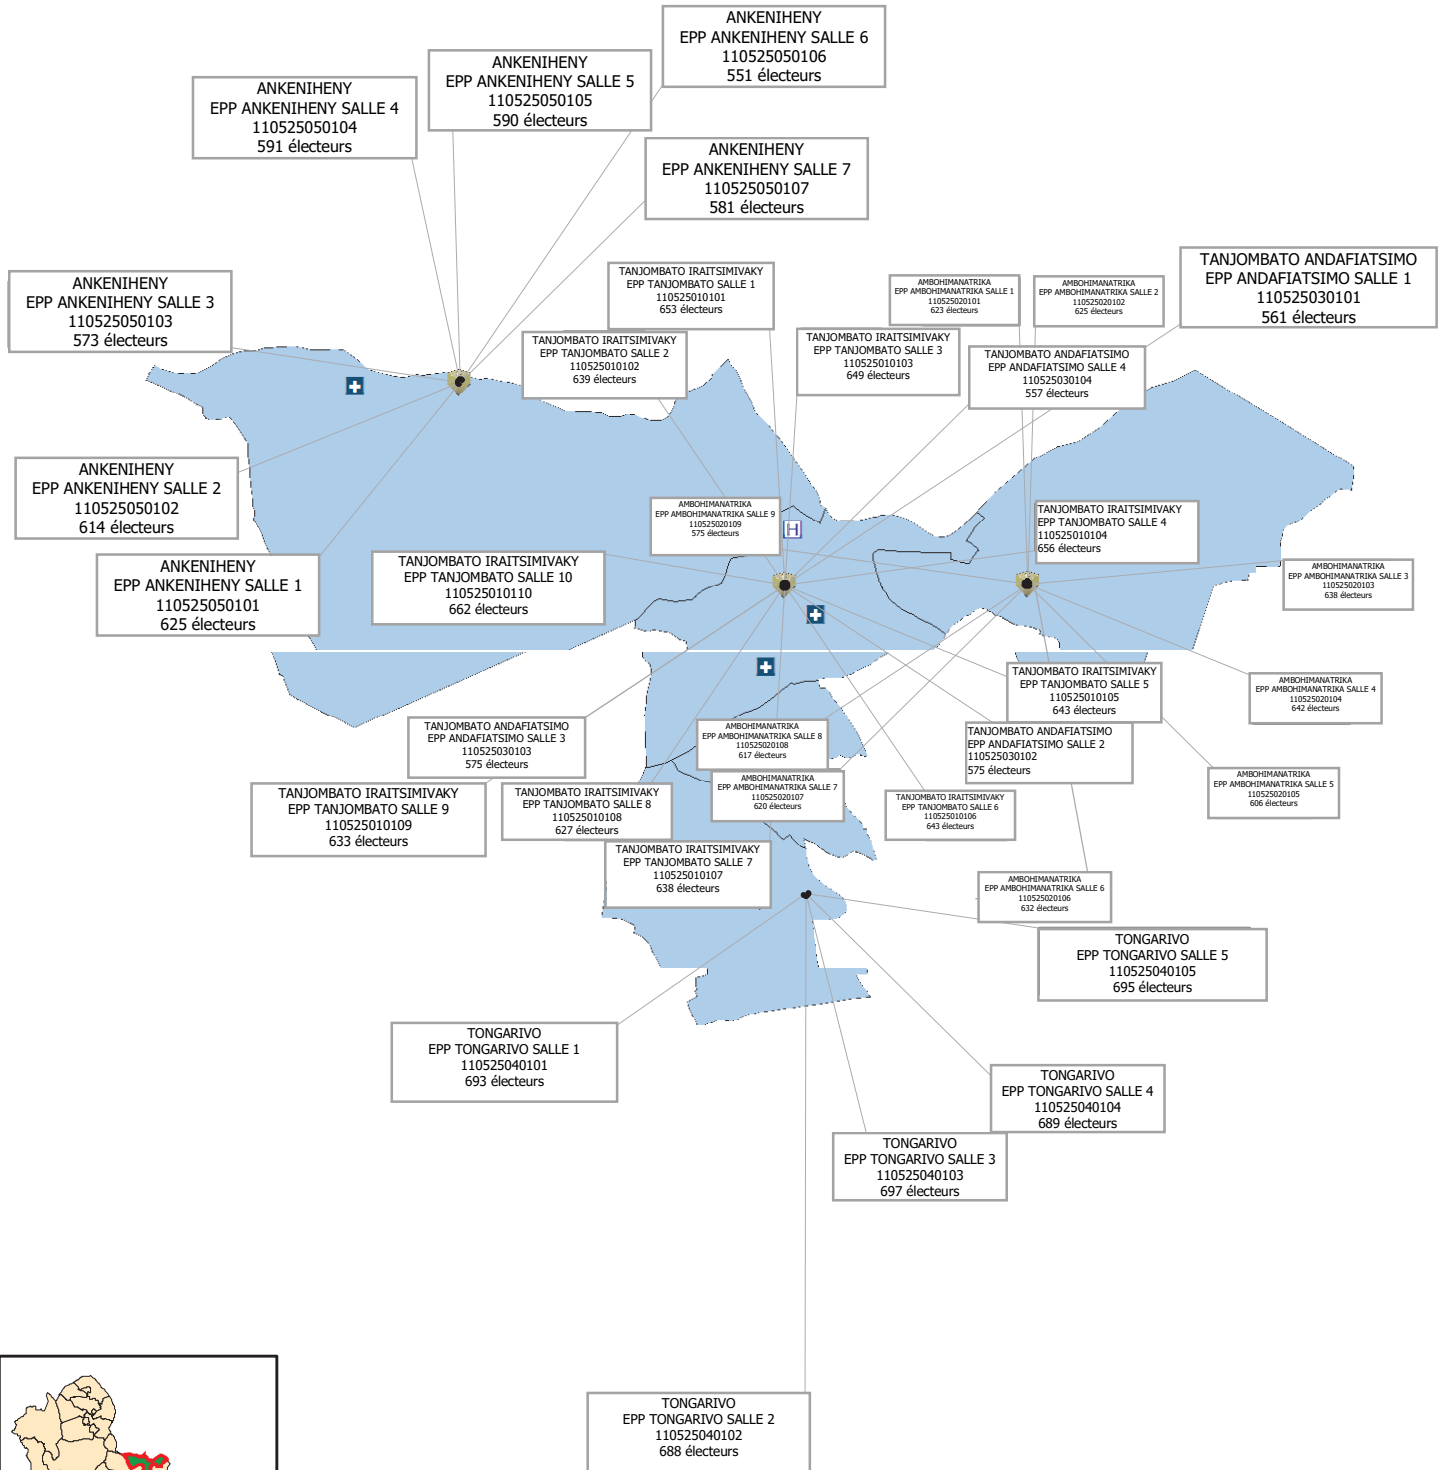 ANKENIHENY
EPP ANKENIHENY SALLE 6
110525050106
551 électeurs
ANKENIHENY
EPP ANKENIHENY SALLE 5
110525050105
590 électeurs
ANKENIHENY
EPP ANKENIHENY SALLE 4
110525050104
591 électeurs
ANKENIHENY
EPP ANKENIHENY SALLE 7
110525050107
581 électeurs
ANKENIHENY
EPP ANKENIHENY SALLE 3
110525050103
573 électeurs
TANJOMBATO IRAITSIMIVAKY
EPP TANJOMBATO SALLE 1
110525010101
653 électeurs
AMBOHIMANATRIKA
EPP AMBOHIMANATRIKA SALLE 1
110525020101
623 électeurs
AMBOHIMANATRIKA
EPP AMBOHIMANATRIKA SALLE 2
110525020102
625 électeurs
TANJOMBATO ANDAFIATSIMO
EPP ANDAFIATSIMO SALLE 1
110525030101
561 électeurs
TANJOMBATO IRAITSIMIVAKY
EPP TANJOMBATO SALLE 2
110525010102
639 électeurs
TANJOMBATO IRAITSIMIVAKY
EPP TANJOMBATO SALLE 3
110525010103
649 électeurs
TANJOMBATO ANDAFIATSIMO
EPP ANDAFIATSIMO SALLE 4
110525030104
557 électeurs
ANKENIHENY
EPP ANKENIHENY SALLE 2
110525050102
614 électeurs
AMBOHIMANATRIKA
EPP AMBOHIMANATRIKA SALLE 9
110525020109
575 électeurs
H
TANJOMBATO IRAITSIMIVAKY
EPP TANJOMBATO SALLE 4
110525010104
656 électeurs
ANKENIHENY
EPP ANKENIHENY SALLE 1
110525050101
625 électeurs
TANJOMBATO IRAITSIMIVAKY
EPP TANJOMBATO SALLE 10
110525010110
662 électeurs
AMBOHIMANATRIKA
EPP AMBOHIMANATRIKA SALLE 3
110525020103
638 électeurs
TANJOMBATO IRAITSIMIVAKY
EPP TANJOMBATO SALLE 5
110525010105
643 électeurs
AMBOHIMANATRIKA
EPP AMBOHIMANATRIKA SALLE 4
110525020104
642 électeurs
TANJOMBATO ANDAFIATSIMO
EPP ANDAFIATSIMO SALLE 3
110525030103
575 électeurs
AMBOHIMANATRIKA
EPP AMBOHIMANATRIKA SALLE 8
110525020108
617 électeurs
TANJOMBATO ANDAFIATSIMO
EPP ANDAFIATSIMO SALLE 2
110525030102
575 électeurs
AMBOHIMANATRIKA
EPP AMBOHIMANATRIKA SALLE 5
110525020105
606 électeurs
TANJOMBATO IRAITSIMIVAKY
EPP TANJOMBATO SALLE 9
110525010109
633 électeurs
TANJOMBATO IRAITSIMIVAKY
EPP TANJOMBATO SALLE 8
110525010108
627 électeurs
AMBOHIMANATRIKA
EPP AMBOHIMANATRIKA SALLE 7
110525020107
620 électeurs
TANJOMBATO IRAITSIMIVAKY
EPP TANJOMBATO SALLE 6
110525010106
643 électeurs
TANJOMBATO IRAITSIMIVAKY
EPP TANJOMBATO SALLE 7
110525010107
638 électeurs
AMBOHIMANATRIKA
EPP AMBOHIMANATRIKA SALLE 6
110525020106
632 électeurs
TONGARIVO
EPP TONGARIVO SALLE 5
110525040105
695 électeurs
TONGARIVO
EPP TONGARIVO SALLE 1
110525040101
693 électeurs
TONGARIVO
EPP TONGARIVO SALLE 4
110525040104
689 électeurs
TONGARIVO
EPP TONGARIVO SALLE 3
110525040103
697 électeurs
TONGARIVO
EPP TONGARIVO SALLE 2
110525040102
688 électeurs